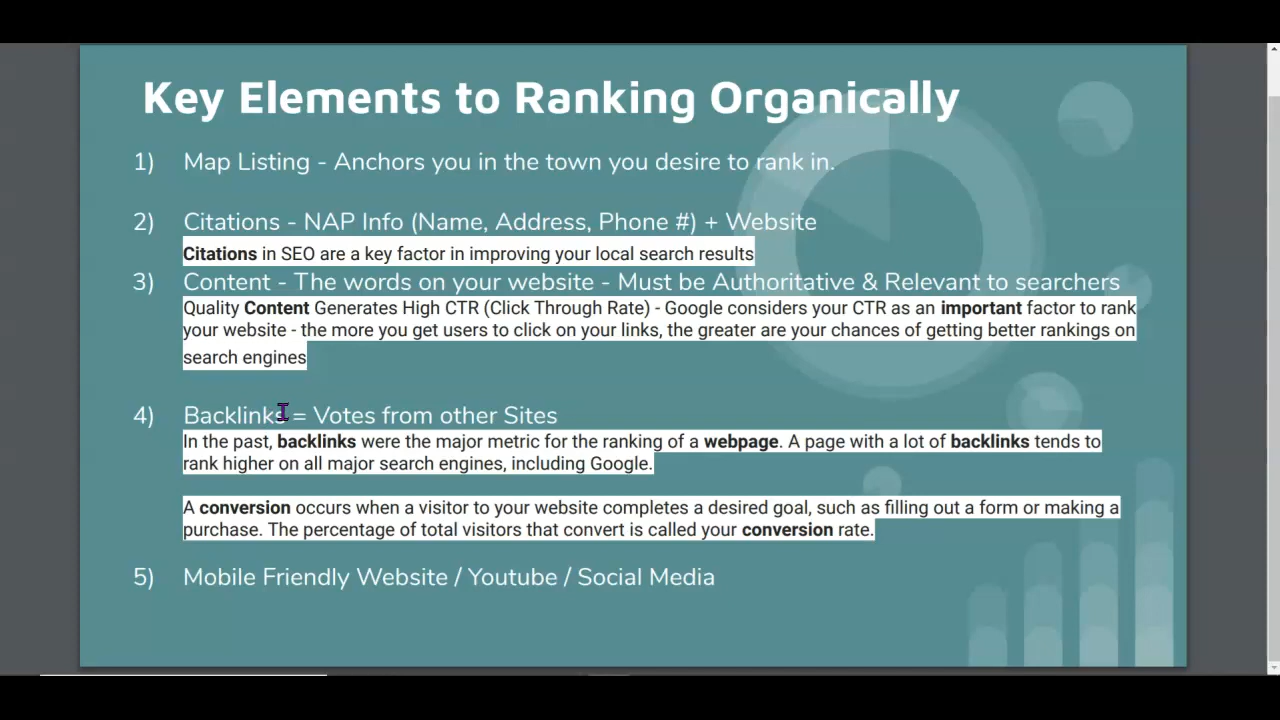 Key Elements to Ranking Organically
1) Map Listing - Anchors you in the town you desire to rank in.
2) Citations - NAP Info (Name, Address, Phone #) + Website
Citations in SEO are a key factor in improving your local search results
3) Content - The words on your website - Must be Authoritative & Relevant to searchers
Quality Content Generates High CTR (Click Through Rate) - Google considers your CTR as an important factor to rank
your website - the more you get users to click on your links, the greater are your chances of getting better rankings on
search engines
4) Backlinks = Votes from other Sites
In the past, backlinks were the major metric for the ranking of a webpage. A page with a lot of backlinks tends to
rank higher on all major search engines, including Google.
A conversion occurs when a visitor to your website completes a desired goal, such as filling out a form or making a
purchase. The percentage of total visitors that convert is called your conversion rate.
5) Mobile Friendly Website / Youtube / Social Media